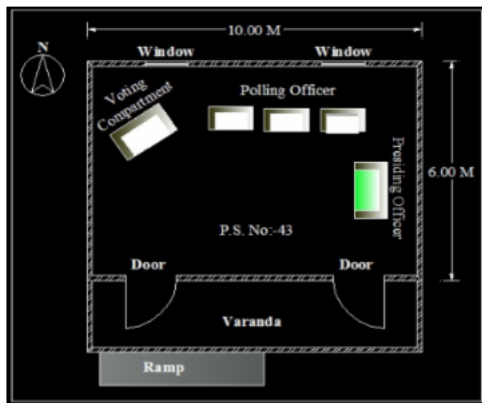 10.00 M
N
Window
Window
Voting
Compartment
Polling Officer
Presiding Officer
6.00 M
P.S. No:-43
Door
Door
Varanda
Ramp